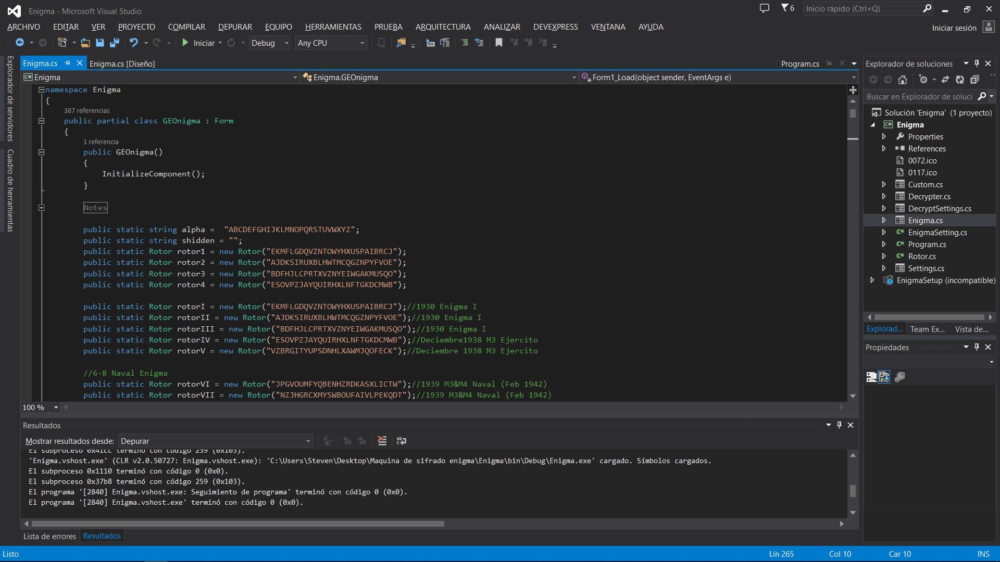 Enigma - Microsoft Visual Studio
6
Inicio rápido (Ctrl+Q)
ARCHIVO EDITAR VER PROYECTO COMPILAR DEPURAR EQUIPO HERRAMIENTAS PRUEBA ARQUITECTURA ANALIZAR DEVEXPRESS VENTANA AYUDA
Iniciar sesión
Iniciar Debug Any CPU
Explorador de servidores
Cuadro de herramientas
Enigma.cs Enigma.cs [Diseño] Program.cs
Enigma Enigma.GEOnigma Form1_Load(object sender, EventArgs e)
namespace Enigma
{
387 referencias
public partial class GEOnigma : Form
{
1 referencia
public GEOnigma()
{
InitializeComponent();
}
Notes
public static string alpha =  "ABCDEFGHIJKLMNOPQRSTUVWXYZ";
public static string shidden = "";
public static Rotor rotor1 = new Rotor("EKMFLGDQVZNTOWYHXUSPAIBRCJ");
public static Rotor rotor2 = new Rotor("AJDKSIRUXBLHWTMCQGZNPYFVOE");
public static Rotor rotor3 = new Rotor("BDFHJLCPRTXVZNYEIWGAKMUSQO");
public static Rotor rotor4 = new Rotor("ESOVPZJAYQUIRHXLNFTGKDCMWB");
public static Rotor rotorI = new Rotor("EKMFLGDQVZNTOWYHXUSPAIBRCJ");//1930 Enigma I
public static Rotor rotorII = new Rotor("AJDKSIRUXBLHWTMCQGZNPYFVOE");//1930 Enigma I
public static Rotor rotorIII = new Rotor("BDFHJLCPRTXVZNYEIWGAKMUSQO");//1930 Enigma I
public static Rotor rotorIV = new Rotor("ESOVPZJAYQUIRHXLNFTGKDCMWB");//Deciembre1938 M3 Ejercito
public static Rotor rotorV = new Rotor("VZBRGITYUPSDNHLXAWMJQOFECK");//Deciembre 1938 M3 Ejercito
//6-8 Naval Enigma
public static Rotor rotorVI = new Rotor("JPGVOUMFYQBENHZRDKASXLICTW");//1939 M3&M4 Naval (Feb 1942)
public static Rotor rotorVII = new Rotor("NZJHGRCXMYSWBOUFAIVLPEKQDT");//1939 M3&M4 Naval (Feb 1942)
100 %
Resultados
Mostrar resultados desde: Depurar
El subproceso 0x41cc terminó con código 259 (0x103).
'Enigma.vshost.exe' (CLR v2.0.50727: Enigma.vshost.exe): 'C:\Users\Steven\Desktop\Maquina de sifrado enigma\Enigma\bin\Debug\Enigma.exe' cargado. Símbolos cargados.
El subproceso 0x1110 terminó con código 0 (0x0).
El subproceso 0x37b8 terminó con código 259 (0x103).
El programa '[2840] Enigma.vshost.exe: Seguimiento de programa' terminó con código 0 (0x0).
El programa '[2840] Enigma.vshost.exe' terminó con código 0 (0x0).
Lista de errores Resultados
Explorador de soluciones
Buscar en Explorador de soluci
Solución 'Enigma' (1 proyecto)
C# Enigma
Properties
References
0072.ico
0117.ico
Custom.cs
Decrypter.cs
DecryptSettings.cs
Enigma.cs
C# EnigmaSetting.cs
C# Program.cs
C# Rotor.cs
Settings.cs
EnigmaSetup (incompatible)
Explorad... Team Ex... Vista de...
Propiedades
Listo Lín 265 Col 10 Car 10 INS